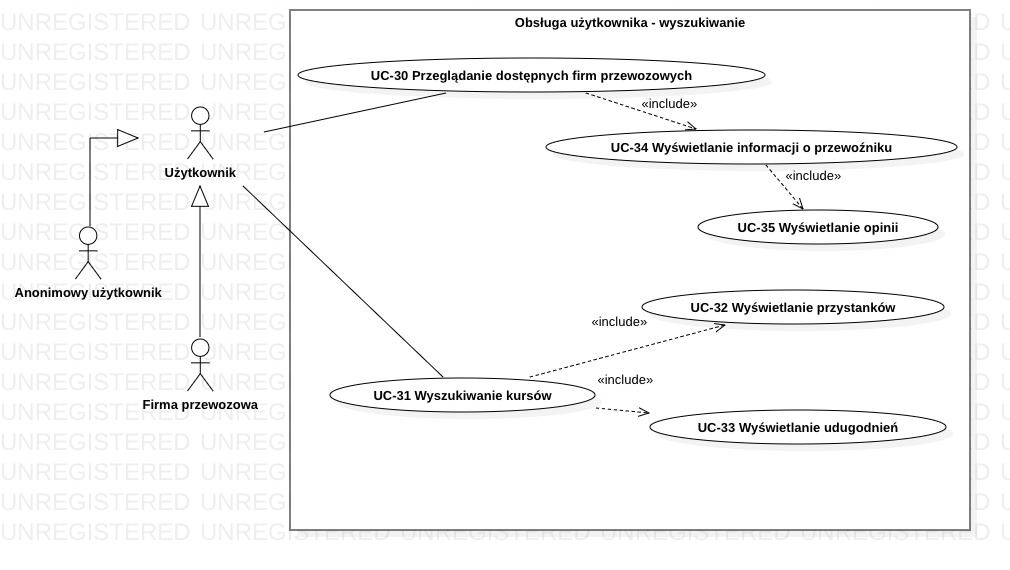 Obsługa użytkownika - wyszukiwanie
UC-30 Przeglądanie dostępnych firm przewozowych
«include»
UC-34 Wyświetlanie informacji o przewoźniku
«include»
Użytkownik
UC-35 Wyświetlanie opinii
Anonimowy użytkownik
UC-32 Wyświetlanie przystanków
«include»
«include»
UC-31 Wyszukiwanie kursów
Firma przewozowa
UC-33 Wyświetlanie udugodnień
UNREGISTERED UNREGISTERED UNREGISTERED UNREGISTERED UNREGISTERED